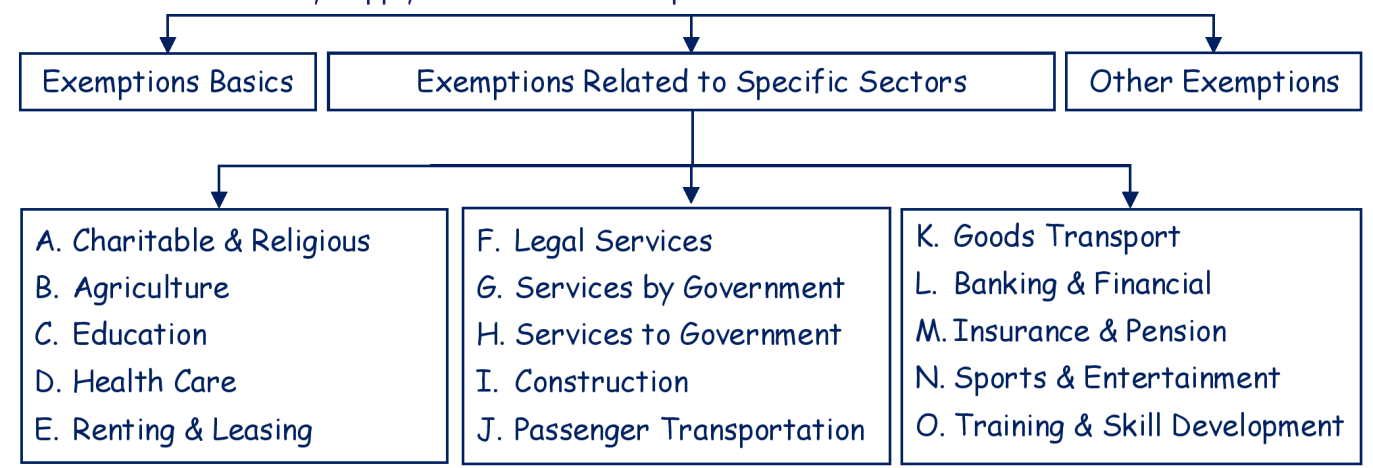 Exemptions Basics
Exemptions Related to Specific Sectors
Other Exemptions
A. Charitable & Religious
B. Agriculture
C. Education
D. Health Care
E. Renting & Leasing
F. Legal Services
G. Services by Government
H. Services to Government
I. Construction
J. Passenger Transportation
K. Goods Transport
L. Banking & Financial
M. Insurance & Pension
N. Sports & Entertainment
O. Training & Skill Development